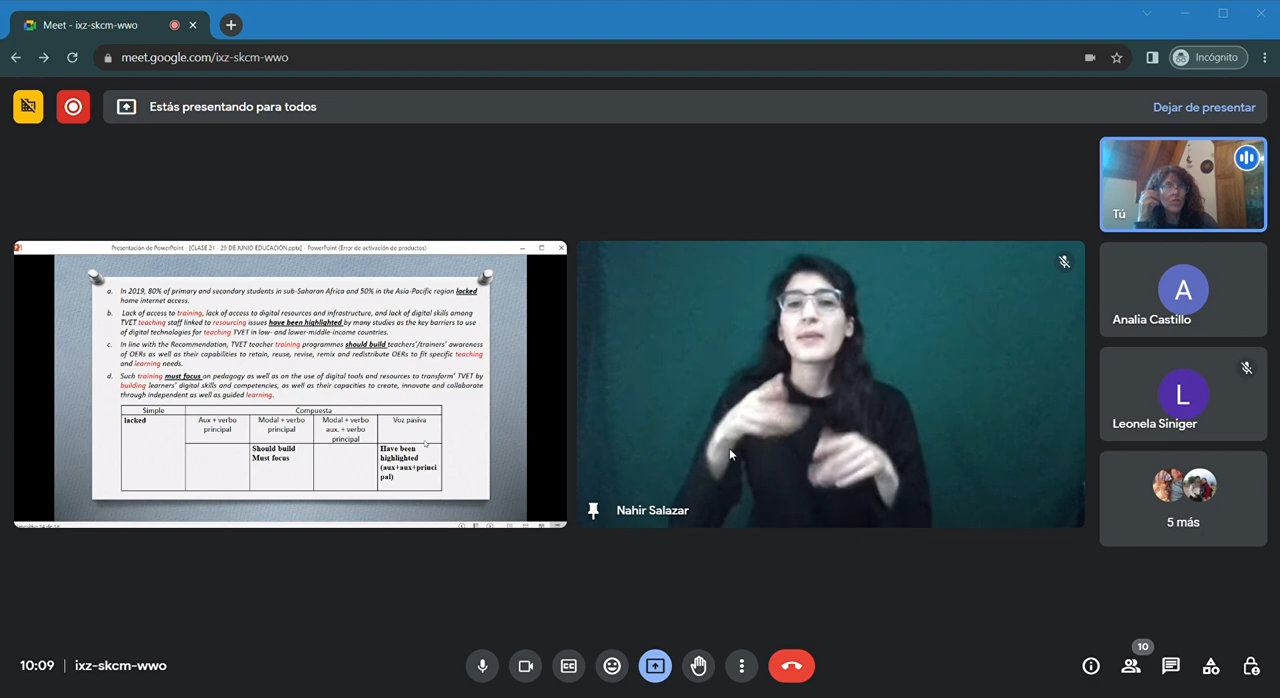 Meet - ixz-skcm-wwo
meet.google.com/ixz-skcm-wwo
Incógnito
Estás presentando para todos
Dejar de presentar
Tú
Presentación de PowerPoint - [CLASE 21 - 29 DE JUNIO EDUCACIÓN.pptx] - PowerPoint (Error de activación de productos)
a. In 2019, 80% of primary and secondary students in sub-Saharan Africa and 50% in the Asia-Pacific region lacked
home internet access.
b. Lack of access to training, lack of access to digital resources and infrastructure, and lack of digital skills among
TVET teaching staff linked to resourcing issues have been highlighted by many studies as the key barriers to use
of digital technologies for teaching TVET in low- and lower-middle-income countries.
c. In line with the Recommendation, TVET teacher training programmes should build teachers'/trainers' awareness
of OERs as well as their capabilities to retain, reuse, revise, remix and redistribute OERs to fit specific teaching
and learning needs.
d. Such training must focus on pedagogy as well as on the use of digital tools and resources to transform' TVET by
building learners' digital skills and competencies, as well as their capacities to create, innovate and collaborate
through independent as well as guided learning.
Simple Compuesta
lacked Aux + verbo Modal + verbo Modal + verbo Voz pasiva
principal principal aux. + verbo
principal
Should build Have been
Must focus highlighted
(aux+aux+princi
pal)
Nahir Salazar
A
Analia Castillo
L
Leonela Siniger
5 más
10:09 | ixz-skcm-wwo
10